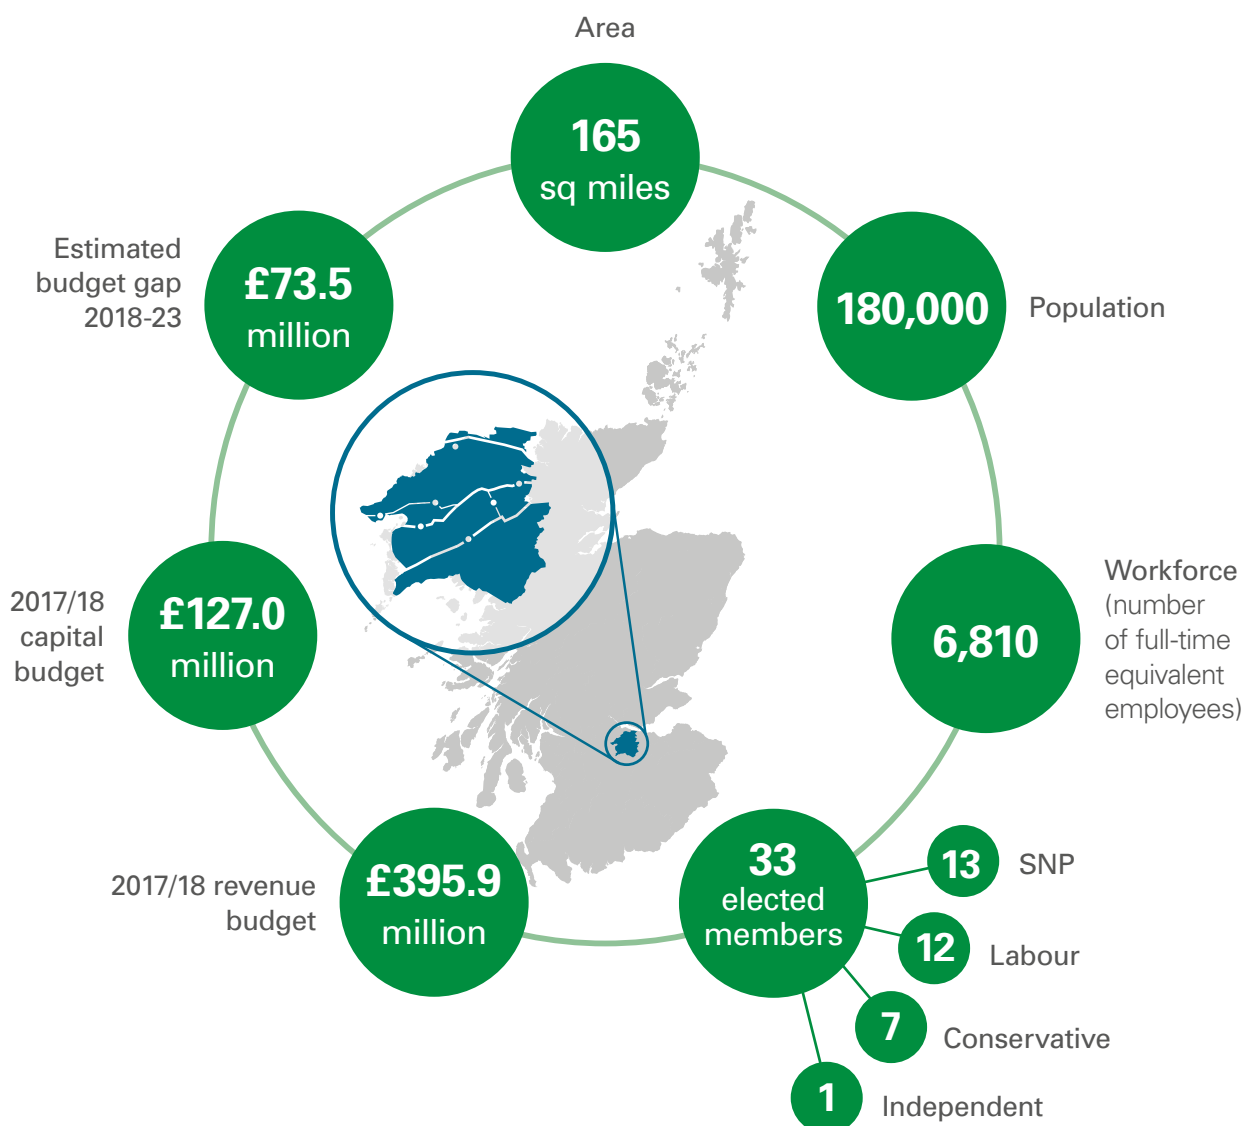 Area
165
sq miles
180,000
Population
6,810
Workforce
(number
of full-time
equivalent
employees)
33
elected
members
13
SNP
12
Labour
7
Conservative
1
Independent
£395.9
million
2017/18 revenue
budget
£127.0
million
2017/18
capital
budget
£73.5
million
Estimated
budget gap
2018-23